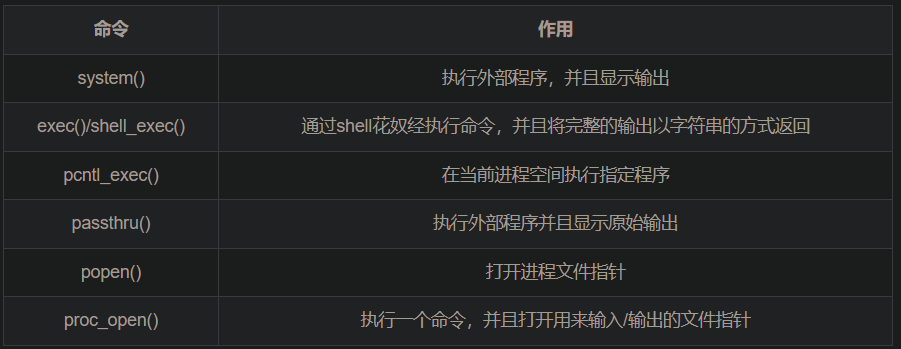 命令 作用
system() 执行外部程序，并且显示输出
exec()/shell_exec() 通过shell花奴经执行命令，并且将完整的输出以字符串的方式返回
pcntl_exec() 在当前进程空间执行指定程序
passthru() 执行外部程序并且显示原始输出
popen() 打开进程文件指针
proc_open() 执行一个命令，并且打开用来输入/输出的文件指针